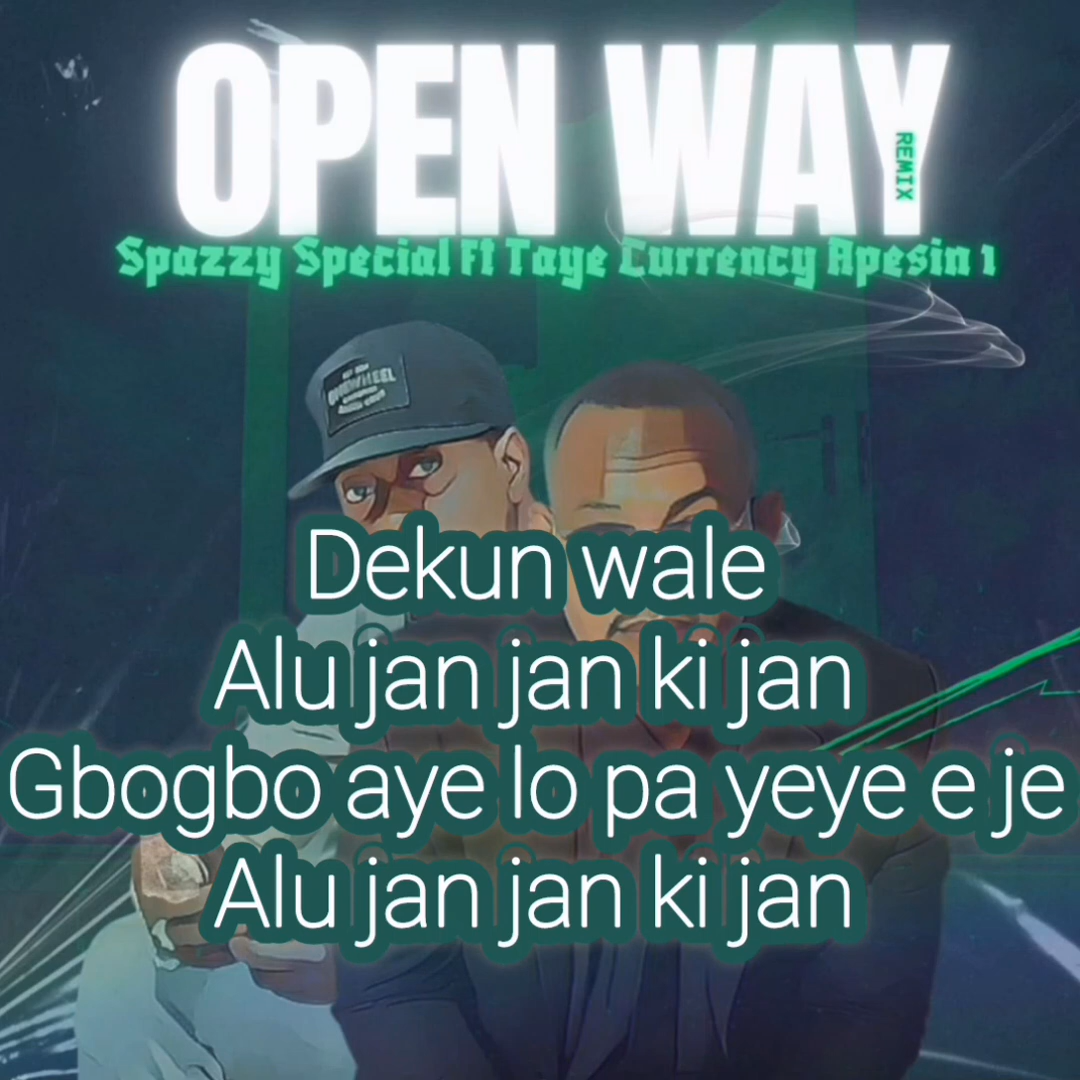 OPEN WAY
REMIX
Spazzy Special Ft Taye Currency Apesin 1
ONEWHEEL
Dekun wale
Alu jan jan ki jan
Gbogbo aye lo pa yeye e je
Alu jan jan ki jan